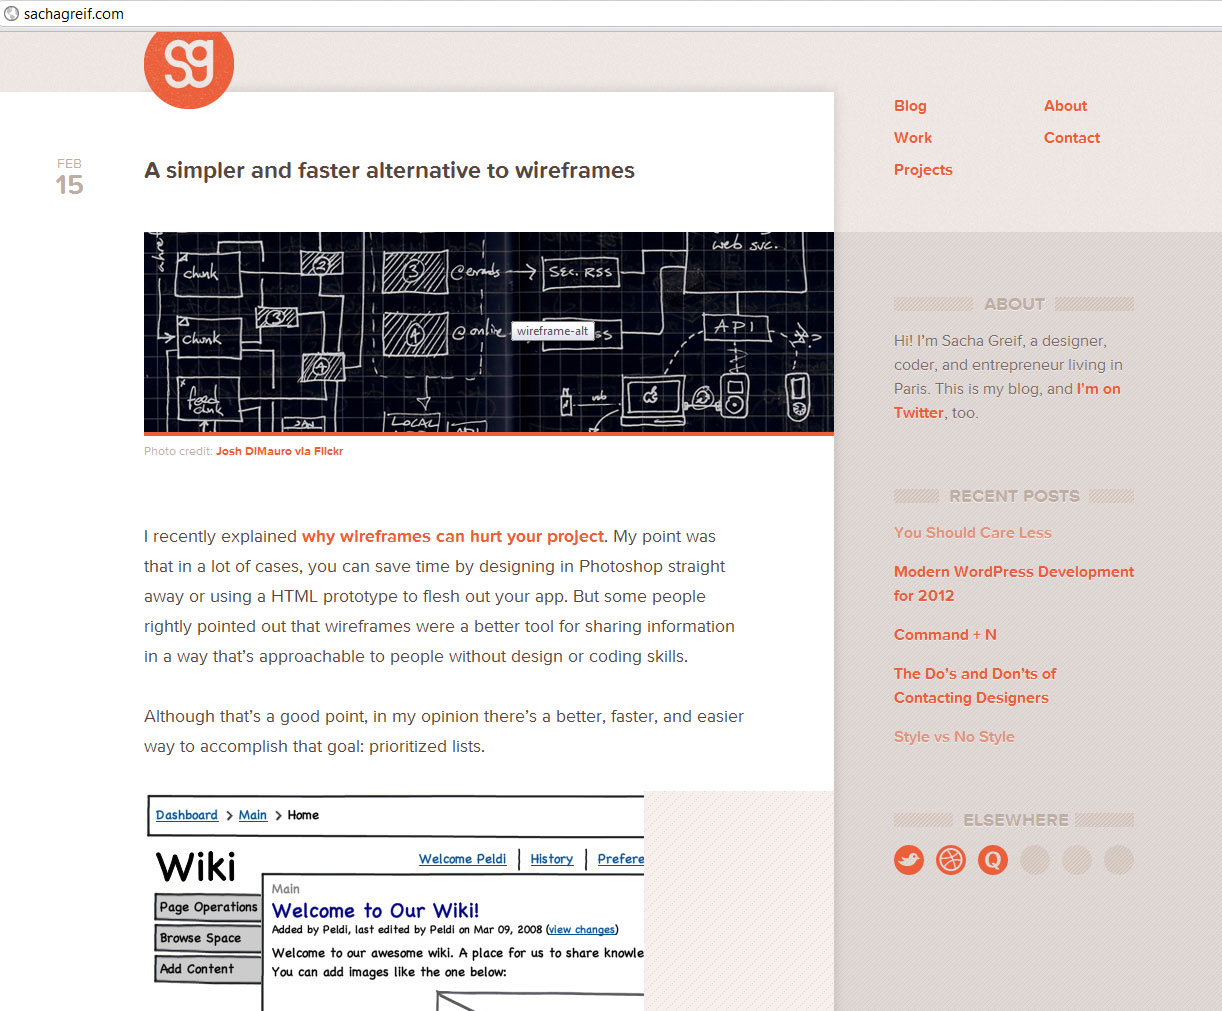 sachagreif.com
sg
Blog
About
Work
Contact
Projects
FEB
15
A simpler and faster alternative to wireframes
web svc.
chunk
2
3
@emads
SEC. RSS
3
chunk
4
@online
wireframe-alt
SS
API
4
feed
chnk
LOCAL
API
Photo credit: Josh DiMauro via Flickr
I recently explained why wireframes can hurt your project. My point was
that in a lot of cases, you can save time by designing in Photoshop straight
away or using a HTML prototype to flesh out your app. But some people
rightly pointed out that wireframes were a better tool for sharing information
in a way that's approachable to people without design or coding skills.
Although that's a good point, in my opinion there's a better, faster, and easier
way to accomplish that goal: prioritized lists.
Dashboard > Main > Home
Wiki
Welcome Peldi | History | Prefere
Page Operations
Browse Space
Add Content
Main
Welcome to Our Wiki!
Added by Peldi, last edited by Peldi on Mar 09, 2008 (view changes)
Welcome to our awesome wiki. A place for us to share knowle
You can add images like the one below:
ABOUT
Hi! I'm Sacha Greif, a designer,
coder, and entrepreneur living in
Paris. This is my blog, and I'm on
Twitter, too.
RECENT POSTS
You Should Care Less
Modern WordPress Development
for 2012
Command + N
The Do's and Don'ts of
Contacting Designers
Style vs No Style
ELSEWHERE
Q